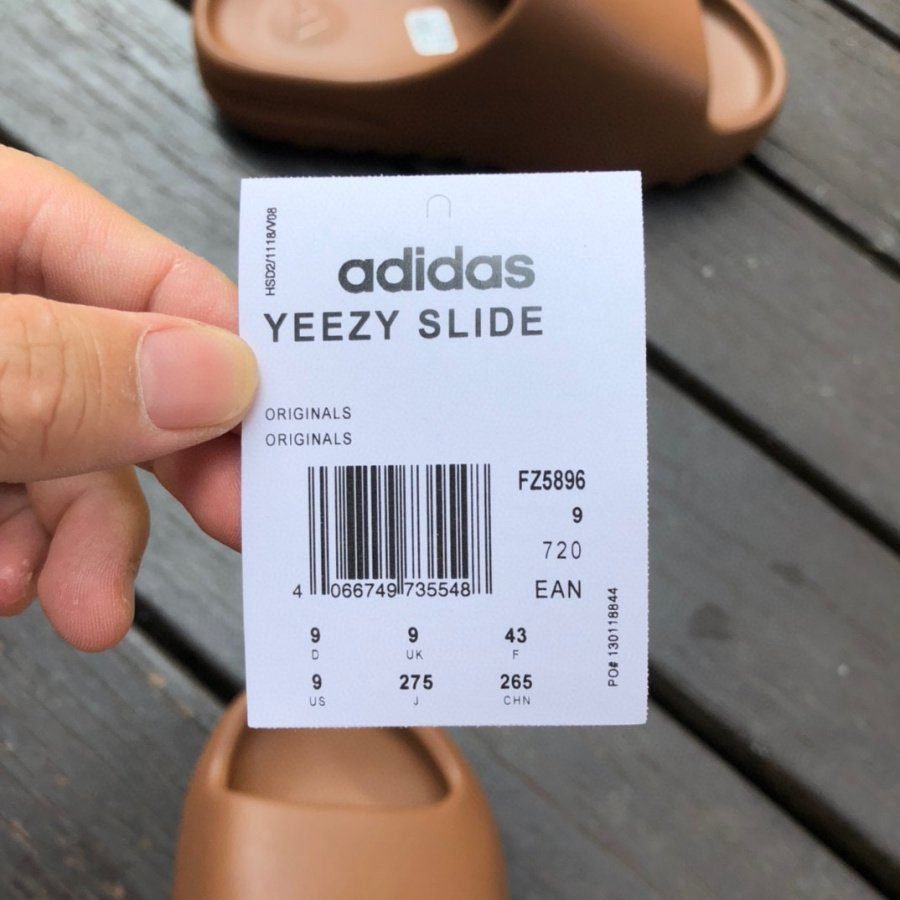 HSD2/1118/V08
adidas
YEEZY SLIDE
ORIGINALS
ORIGINALS
FZ5896
9
720
EAN
4 066749 735548
PO# 130118844
9 9 43
D UK F
9 275 265
US J CHN